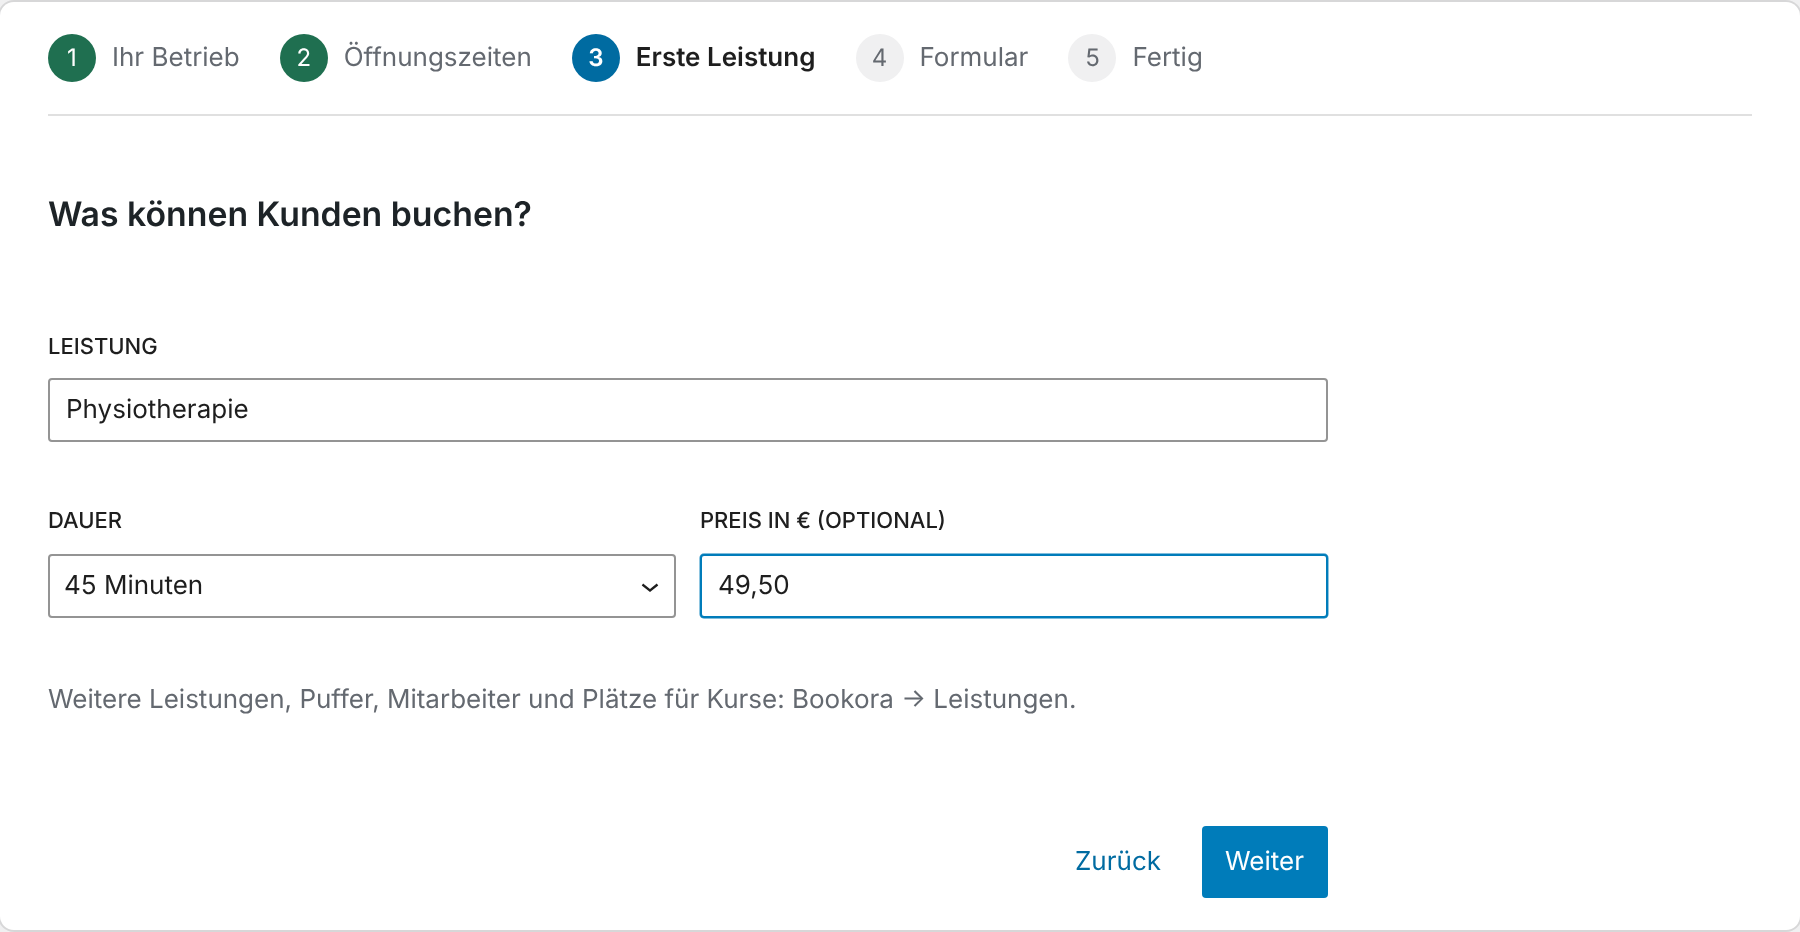 1 Ihr Betrieb 2 Öffnungszeiten 3 Erste Leistung 4 Formular 5 Fertig
Was können Kunden buchen?
LEISTUNG
Physiotherapie
DAUER PREIS IN € (OPTIONAL)
45 Minuten 49,50
Weitere Leistungen, Puffer, Mitarbeiter und Plätze für Kurse: Bookora → Leistungen.
Zurück Weiter